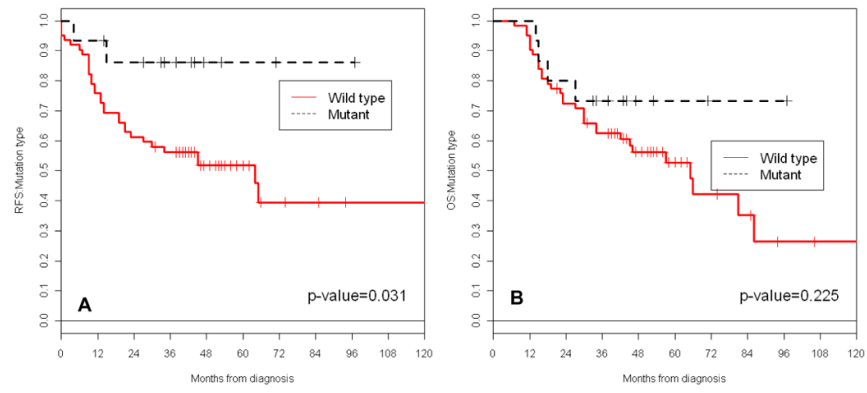 1.0
0.9
0.8
0.7
0.6
0.5
0.4
0.3
0.2
0.1
0.0
RFS:Mutation type
Wild type
Mutant
A
p-value=0.031
0 12 24 36 48 60 72 84 96 108 120
Months from diagnosis
1.0
0.9
0.8
0.7
0.6
0.5
0.4
0.3
0.2
0.1
0.0
OS:Mutation type
Wild type
Mutant
B
p-value=0.225
0 12 24 36 48 60 72 84 96 108 120
Months from diagnosis